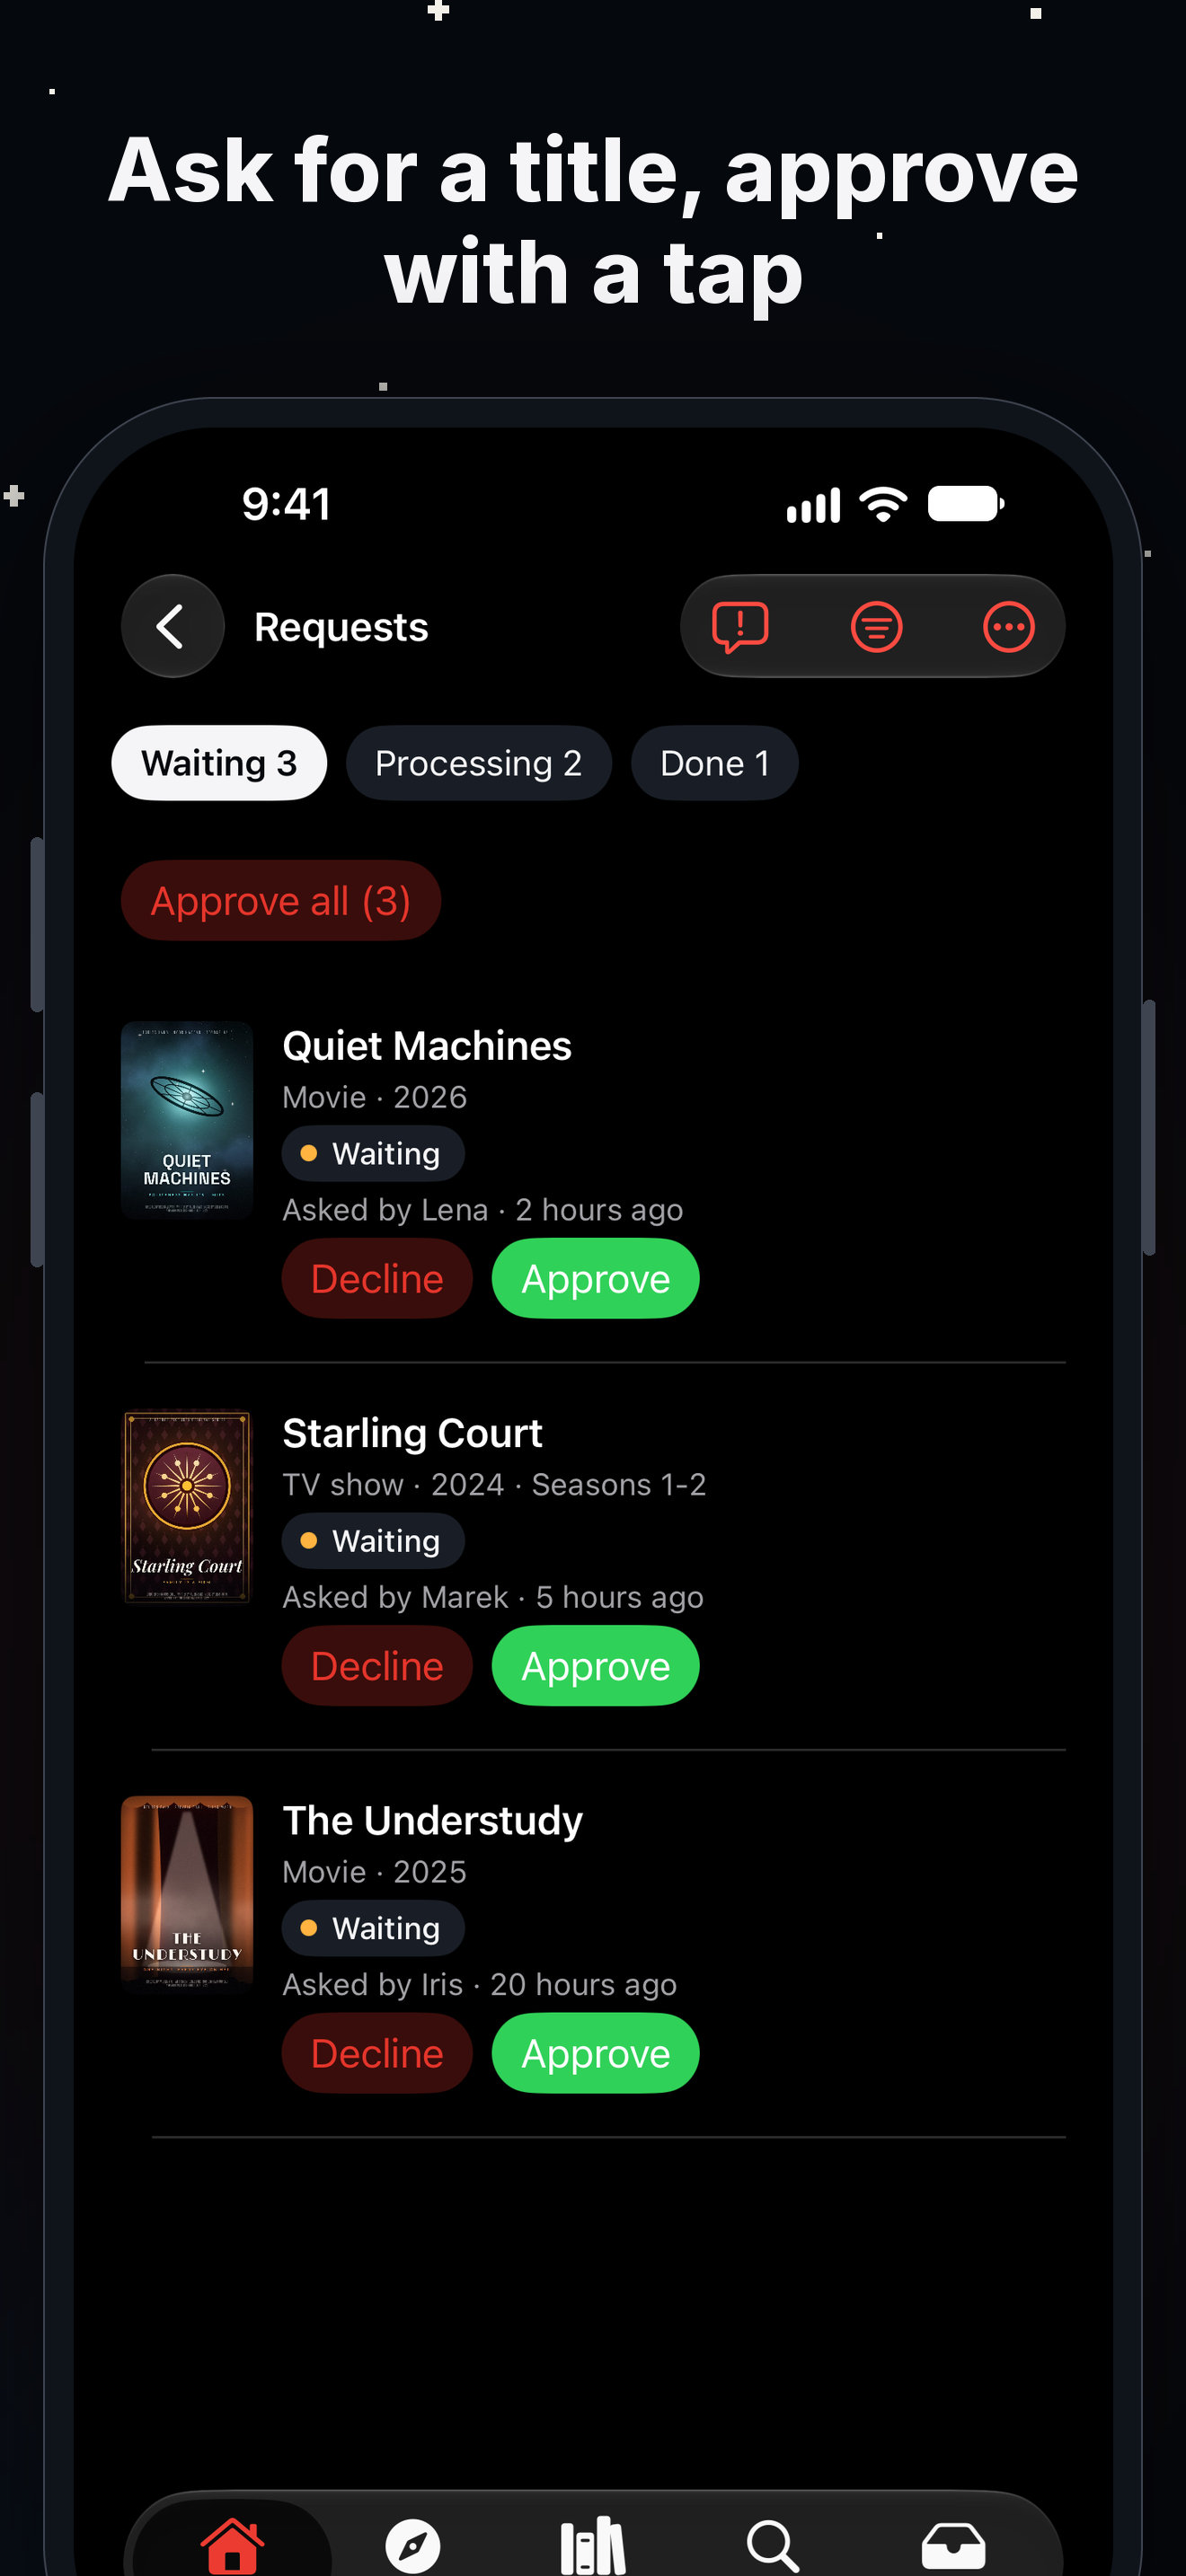 Ask for a title, approve
with a tap
9:41
Requests
Waiting 3
Processing 2
Done 1
Approve all (3)
QUIET
MACHINES
Quiet Machines
Movie · 2026
Waiting
Asked by Lena · 2 hours ago
Decline
Approve
Starling Court
Starling Court
TV show · 2024 · Seasons 1-2
Waiting
Asked by Marek · 5 hours ago
Decline
Approve
THE
UNDERSTUDY
The Understudy
Movie · 2025
Waiting
Asked by Iris · 20 hours ago
Decline
Approve